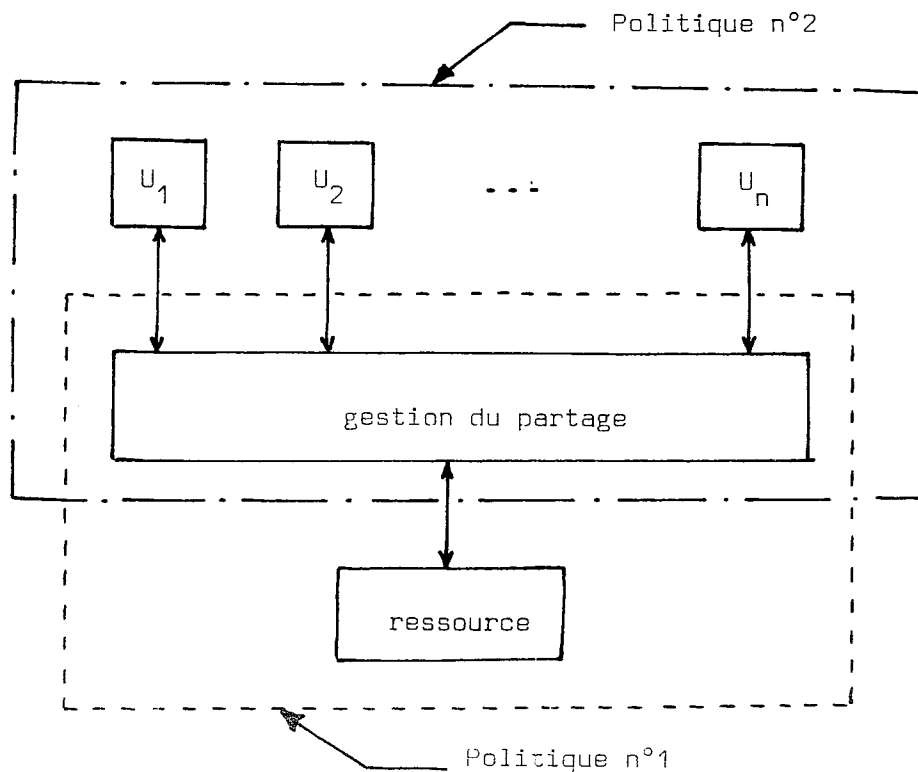 Politique n°2
U1 U2 --- Un
gestion du partage
ressource
Politique n°1